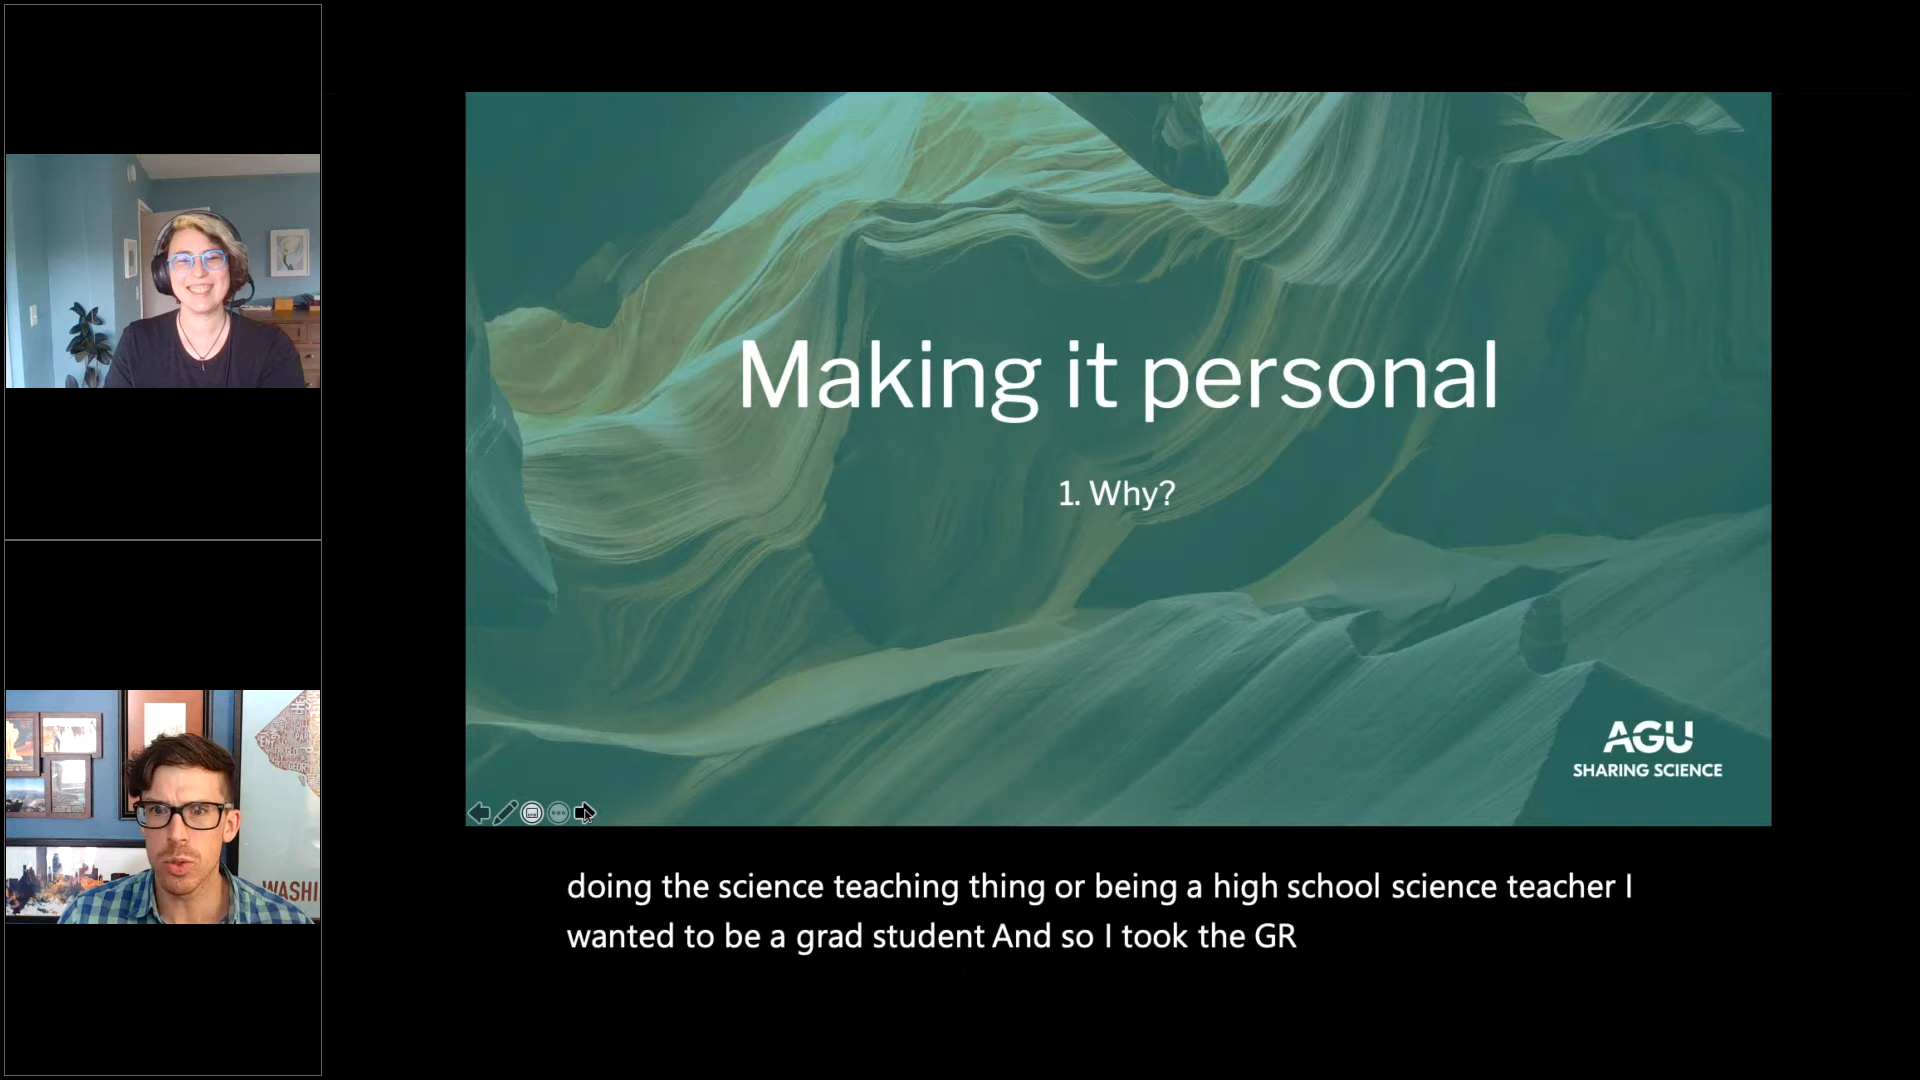 Making it personal
1. Why?
AGU
SHARING SCIENCE
WASHI
doing the science teaching thing or being a high school science teacher I
wanted to be a grad student And so I took the GR